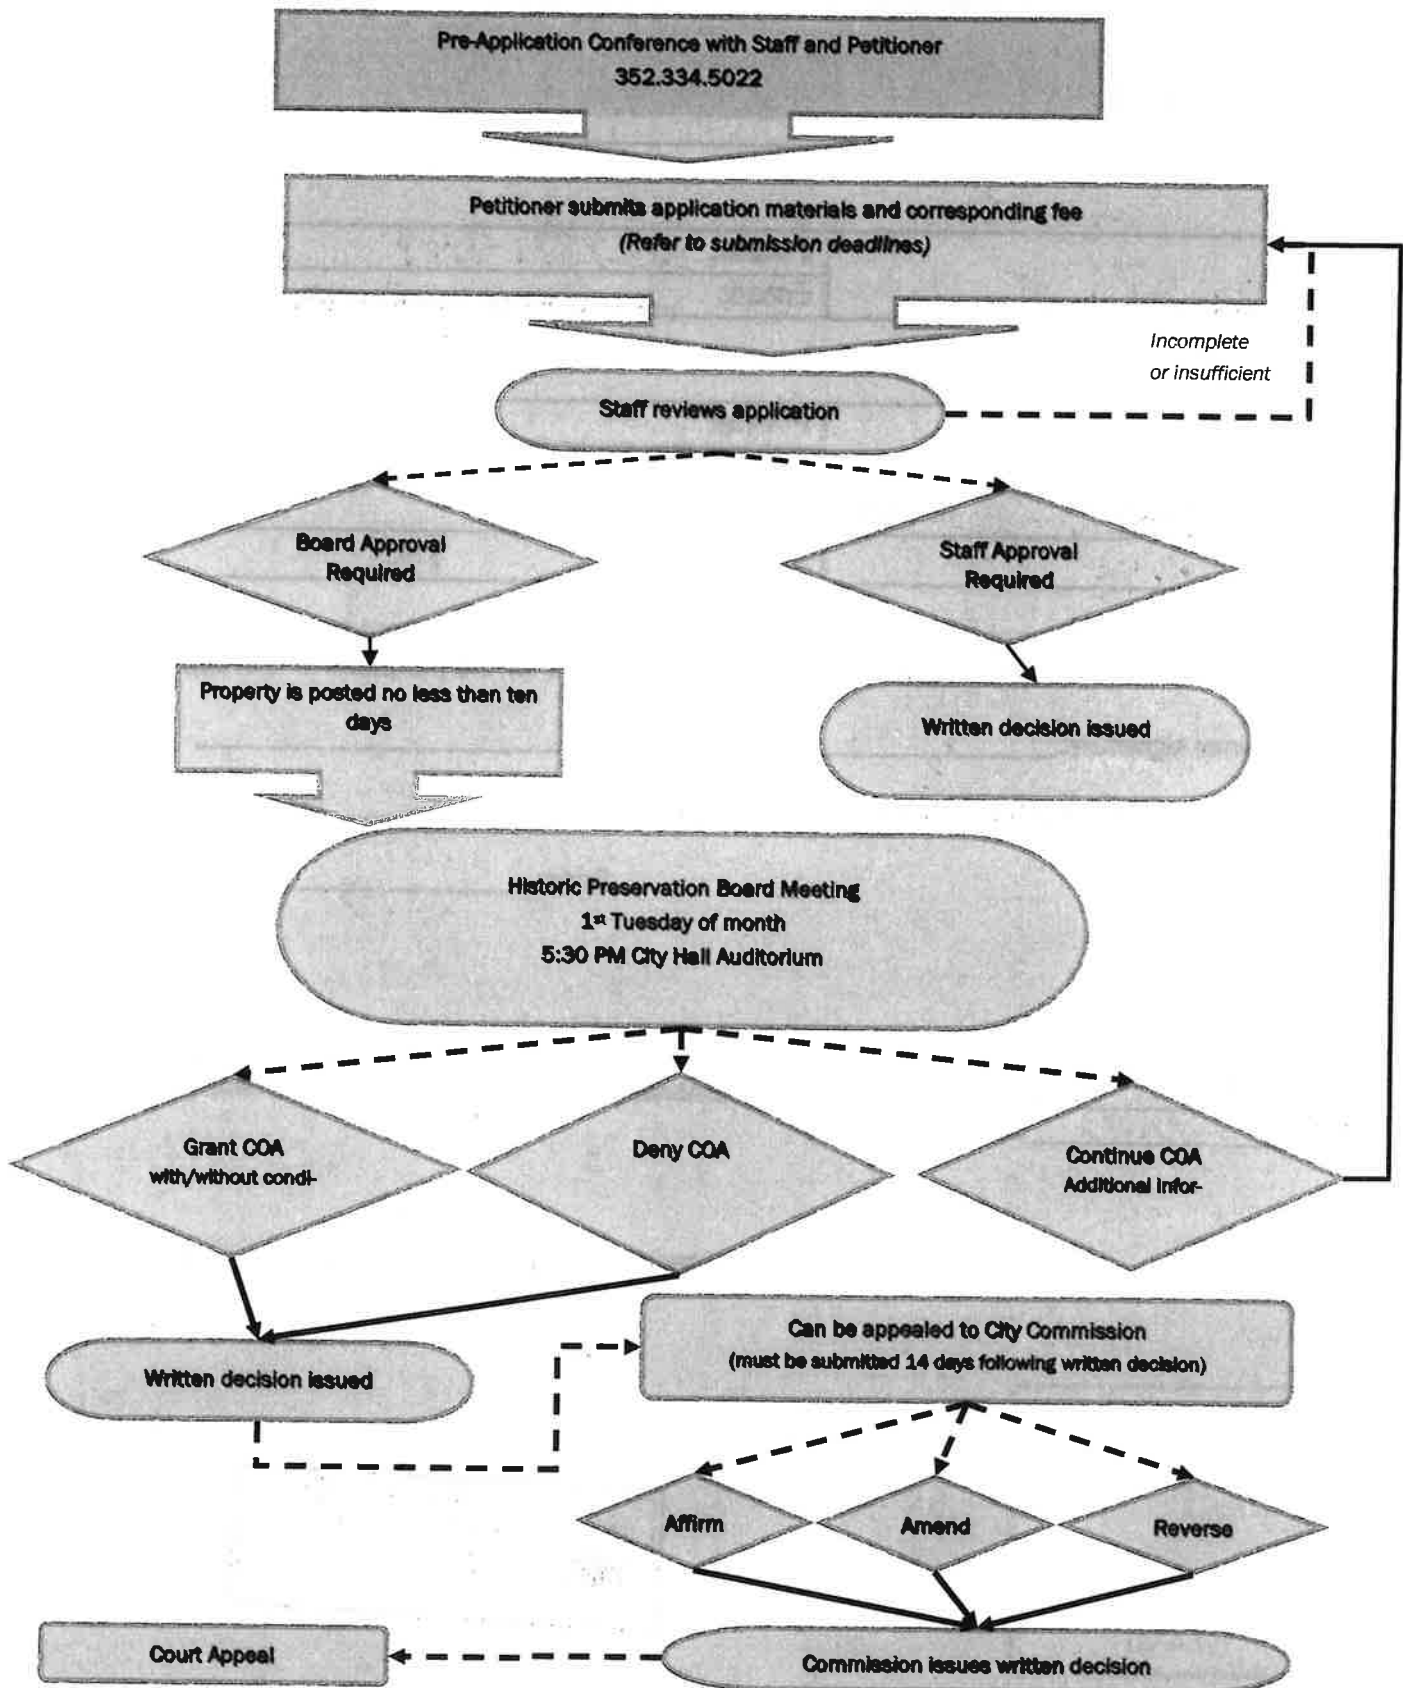 Pre-Application Conference with Staff and Petitioner
352.334.5022
Petitioner submits application materials and corresponding fee
(Refer to submission deadlines)
Incomplete
or insufficient
Staff reviews application
Board Approval
Required
Staff Approval
Required
Property is posted no less than ten
days
Written decision issued
Historic Preservation Board Meeting
1st Tuesday of month
5:30 PM City Hall Auditorium
Grant COA
with/without condi-
Deny COA
Continue COA
Additional infor-
Can be appealed to City Commission
(must be submitted 14 days following written decision)
Written decision issued
Affirm
Amend
Reverse
Court Appeal
Commission issues written decision